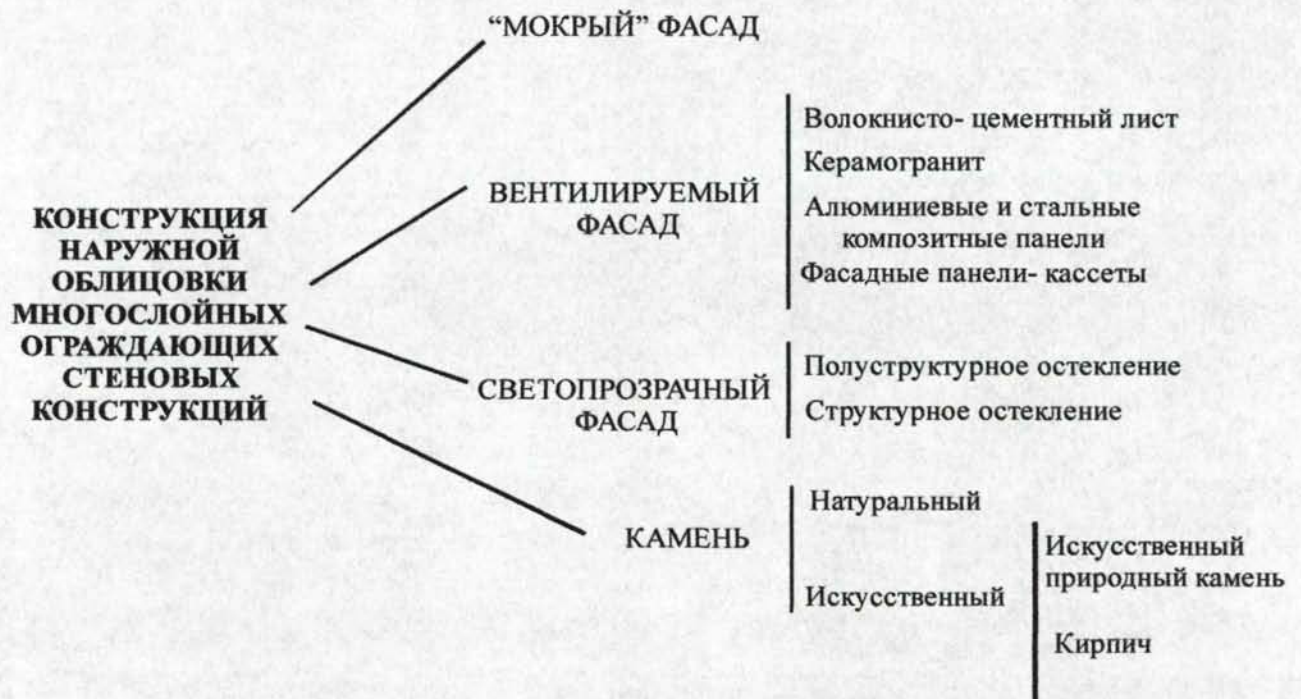 “МОКРЫЙ” ФАСАД
КОНСТРУКЦИЯ
НАРУЖНОЙ
ОБЛИЦОВКИ
МНОГОСЛОЙНЫХ
ОГРАЖДАЮЩИХ
СТЕНОВЫХ
КОНСТРУКЦИЙ
ВЕНТИЛИРУЕМЫЙ
ФАСАД
Волокнисто- цементный лист
Керамогранит
Алюминиевые и стальные
композитные панели
Фасадные панели- кассеты
СВЕТОПРОЗРАЧНЫЙ
ФАСАД
Полуструктурное остекление
Структурное остекление
КАМЕНЬ
Натуральный
Искусственный
Искусственный
природный камень
Кирпич